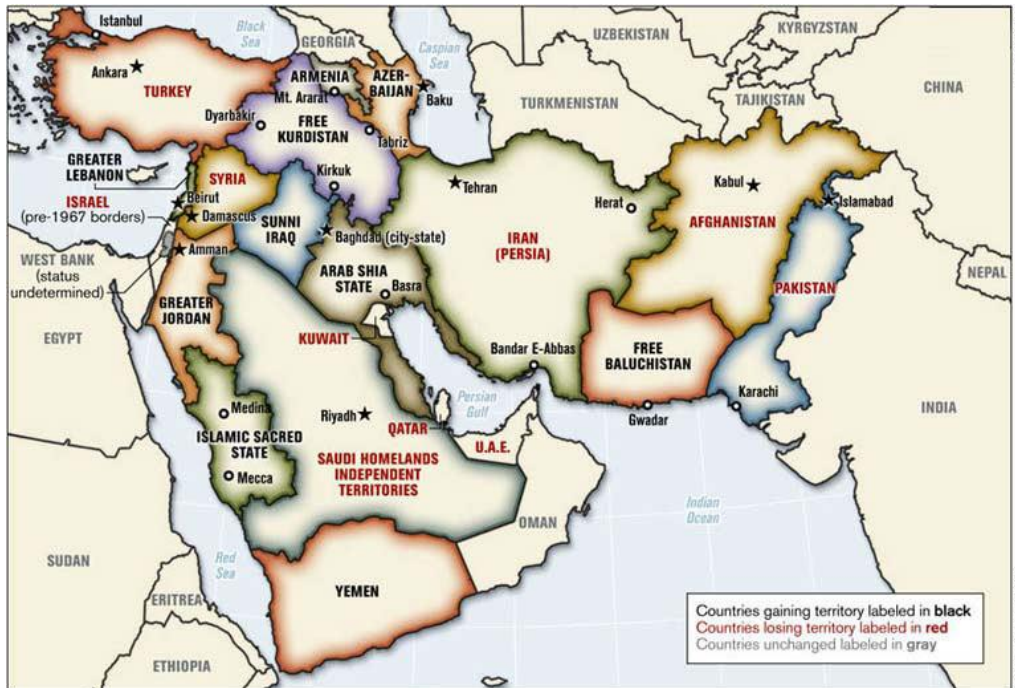 Istanbul
Black
Sea
GEORGIA
Caspian
Sea
UZBEKISTAN
KYRGYZSTAN
Ankara
TURKEY
ARMENIA
AZER-
BAIJAN
Mt. Ararat
Baku
TURKMENISTAN
TAJIKISTAN
CHINA
Dyarbakir
FREE
KURDISTAN
Tabriz
GREATER
LEBANON
SYRIA
Kirkuk
Tehran
Herat
Kabul
Islamabad
ISRAEL
(pre-1967 borders)
Beirut
Damascus
SUNNI
IRAQ
Baghdad (city-state)
IRAN
(PERSIA)
AFGHANISTAN
WEST BANK
(status
undetermined)
Amman
ARAB SHIA
STATE
Basra
PAKISTAN
NEPAL
EGYPT
GREATER
JORDAN
KUWAIT
Bandar E-Abbas
FREE
BALUCHISTAN
Karachi
INDIA
Medina
Riyadh
Persian
Gulf
Gwadar
ISLAMIC SACRED
STATE
QATAR
U.A.E.
Mecca
SAUDI HOMELANDS
INDEPENDENT
TERRITORIES
OMAN
Indian
Ocean
SUDAN
Red
Sea
YEMEN
ERITREA
ETHIOPIA
Countries gaining territory labeled in black
Countries losing territory labeled in red
Countries unchanged labeled in gray